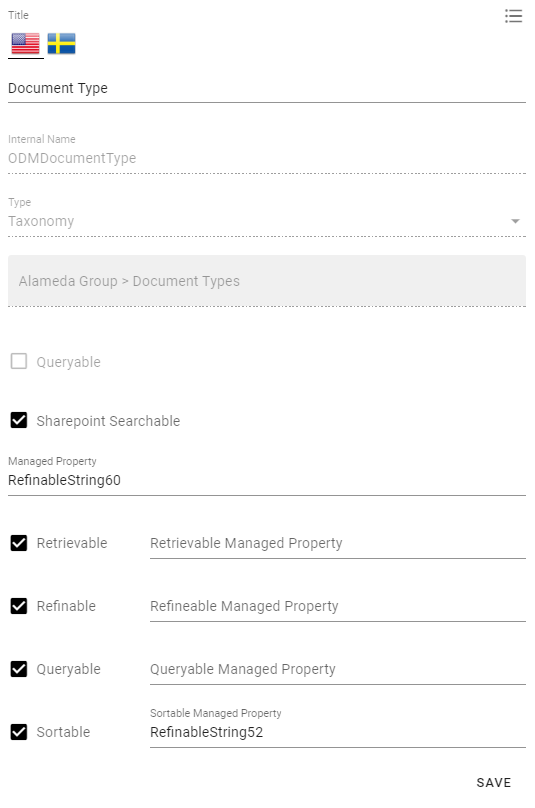 Title
Document Type
Internal Name
ODMDocumentType
Type
Taxonomy
Alameda Group > Document Types
Queryable
Sharepoint Searchable
Managed Property
RefinableString60
Retrievable Retrievable Managed Property
Refinable Refineable Managed Property
Queryable Queryable Managed Property
Sortable Managed Property
Sortable RefinableString52
SAVE